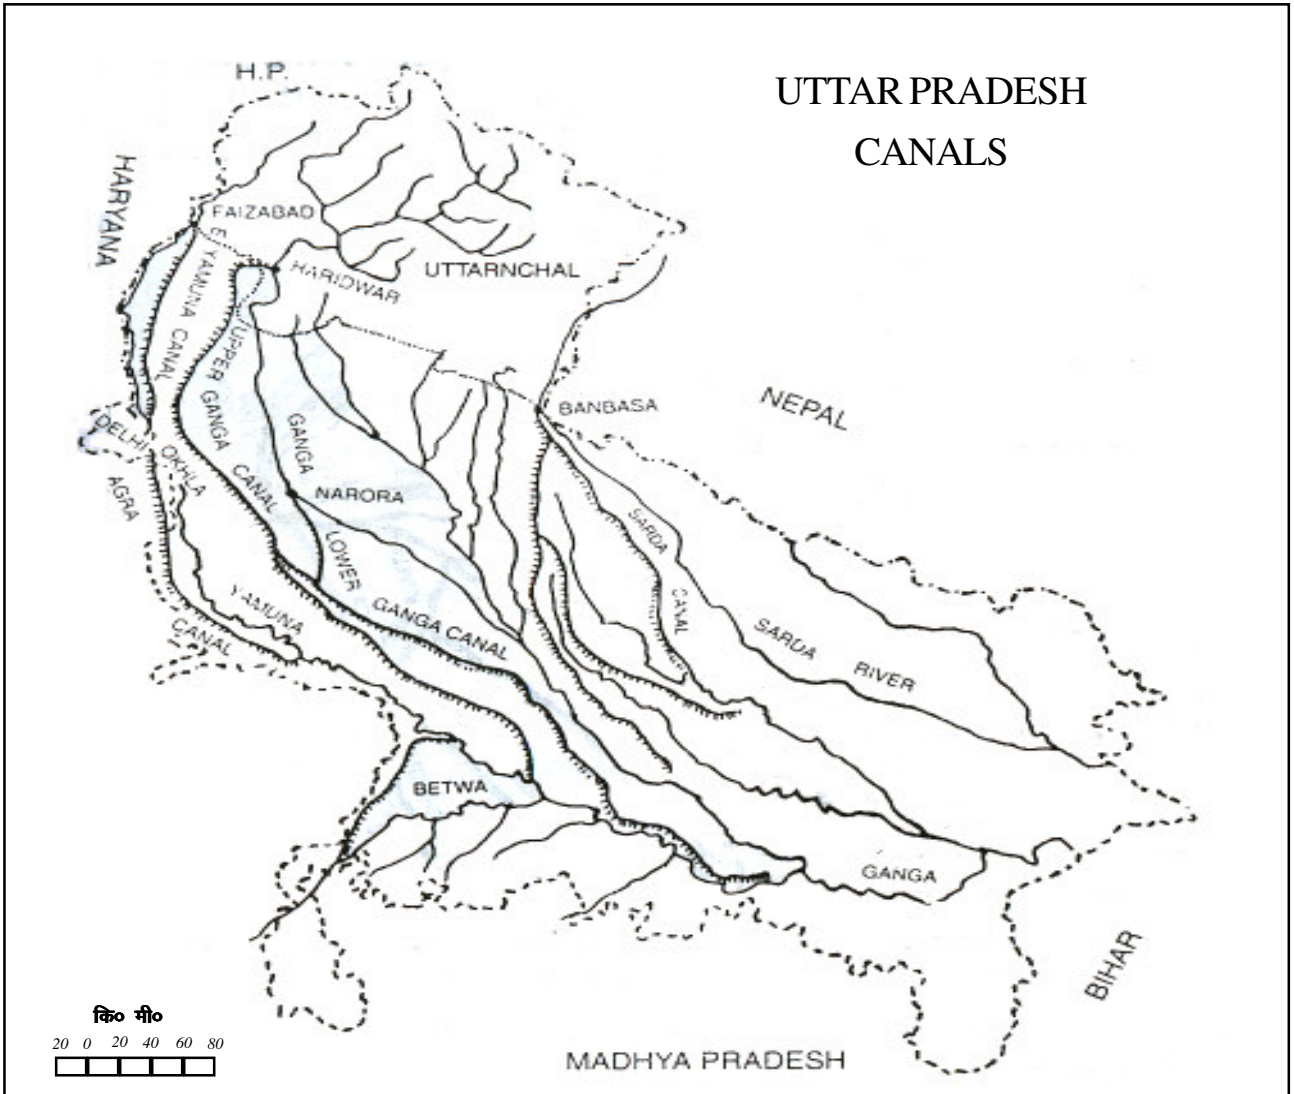 UTTAR PRADESH
CANALS
H.P.
HARYANA
FAIZABAD
E. YAMUNA CANAL
HARIDWAR
UTTARNCHAL
UPPER GANGA CANAL
GANGA
BANBASA
NEPAL
DELHI
OKHLA
AGRA
NARORA
LOWER
GANGA CANAL
SARDA
CANAL
YAMUNA
CANAL
SARDA RIVER
BETWA
GANGA
BIHAR
कि० मी०
20 0 20 40 60 80
MADHYA PRADESH